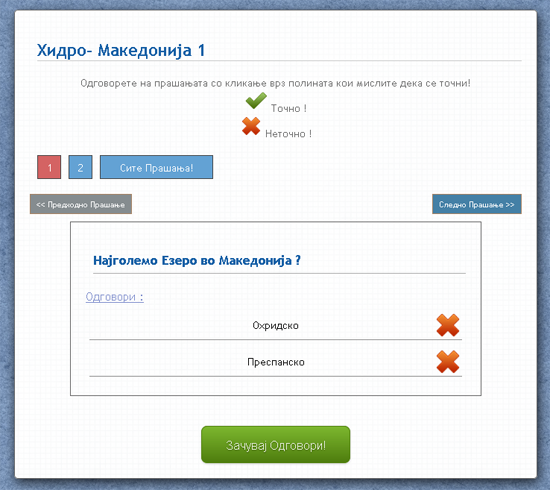 Хидро- Македонија 1
Одговорете на прашањата со кликање врз полината кои мислите дека се точни!
Точно !
Неточно !
1 2 Сите Прашања!
<< Предходно Прашање Следно Прашање >>
Најголемо Езеро во Македонија ?
Одговори :
Охридско
Преспанско
Зачувај Одговори!